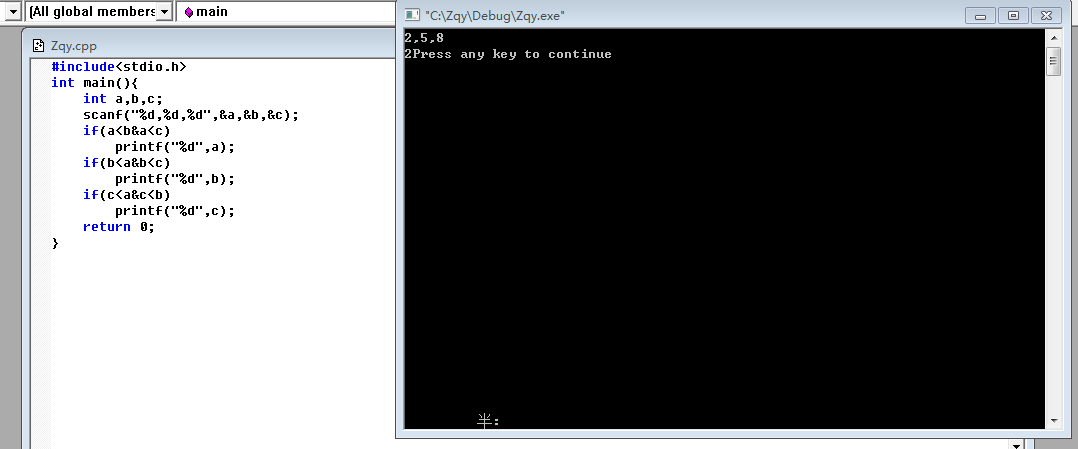 (All global members
main
Zqy.cpp
#include<stdio.h>
int main(){
    int a,b,c;
    scanf("%d,%d,%d",&a,&b,&c);
    if(a<b&a<c)
        printf("%d",a);
    if(b<a&b<c)
        printf("%d",b);
    if(c<a&c<b)
        printf("%d",c);
    return 0;
}
"C:\Zqy\Debug\Zqy.exe"
2,5,8
2Press any key to continue
半: